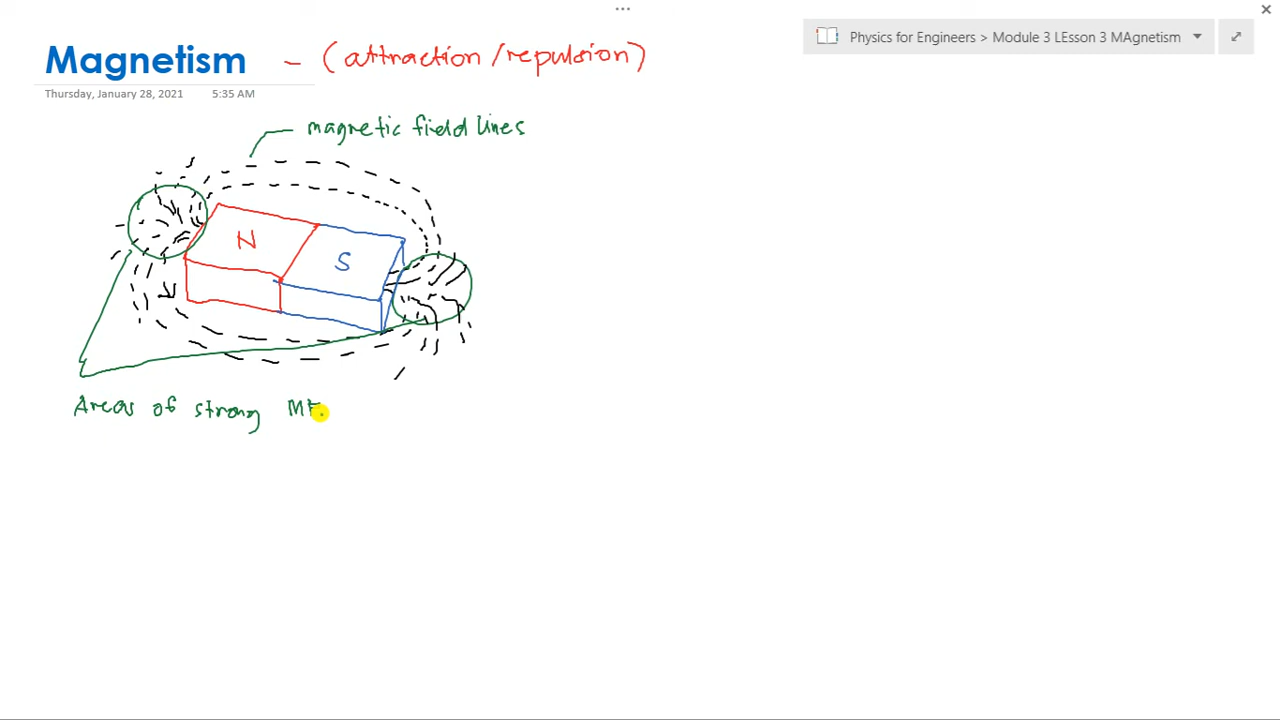 Magnetism - (attraction/repulsion)
Physics for Engineers > Module 3 LEsson 3 MAgnetism
Thursday, January 28, 2021 5:35 AM
magnetic field lines
N
S
Areas of strong MF